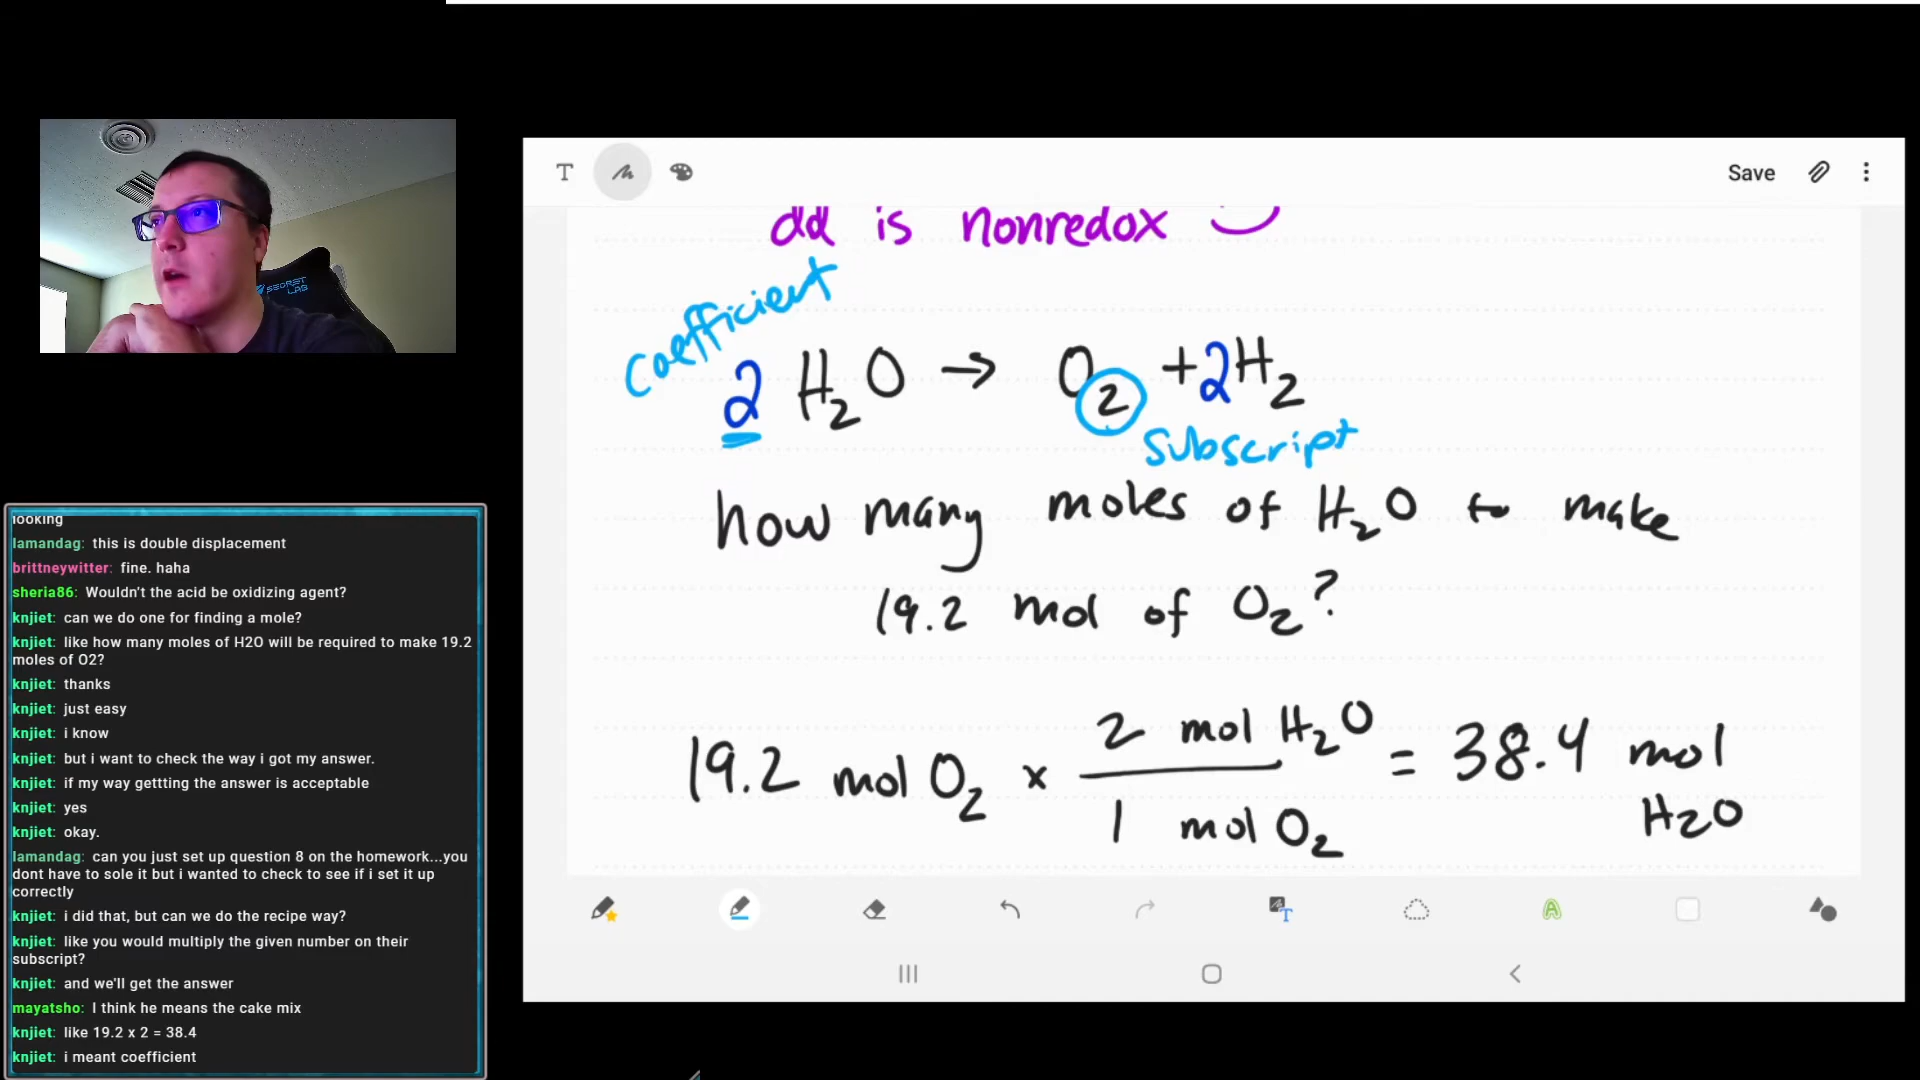 Save
dd is nonredox
coefficient
2 H₂O → O₂ + 2H₂
subscript
how many moles of H₂O to make
19.2 mol of O₂?
19.2 mol O₂ x 2 mol H₂O / 1 mol O₂ = 38.4 mol H₂O
SECRET LAB
looking
lamandag: this is double displacement
brittneywitter: fine. haha
sheria86: Wouldn't the acid be oxidizing agent?
knjiet: can we do one for finding a mole?
knjiet: like how many moles of H2O will be required to make 19.2
moles of O2?
knjiet: thanks
knjiet: just easy
knjiet: i know
knjiet: but i want to check the way i got my answer.
knjiet: if my way gettting the answer is acceptable
knjiet: yes
knjiet: okay.
lamandag: can you just set up question 8 on the homework...you
dont have to sole it but i wanted to check to see if i set it up
correctly
knjiet: i did that, but can we do the recipe way?
knjiet: like you would multiply the given number on their
subscript?
knjiet: and we'll get the answer
mayatsho: I think he means the cake mix
knjiet: like 19.2 x 2 = 38.4
knjiet: i meant coefficient